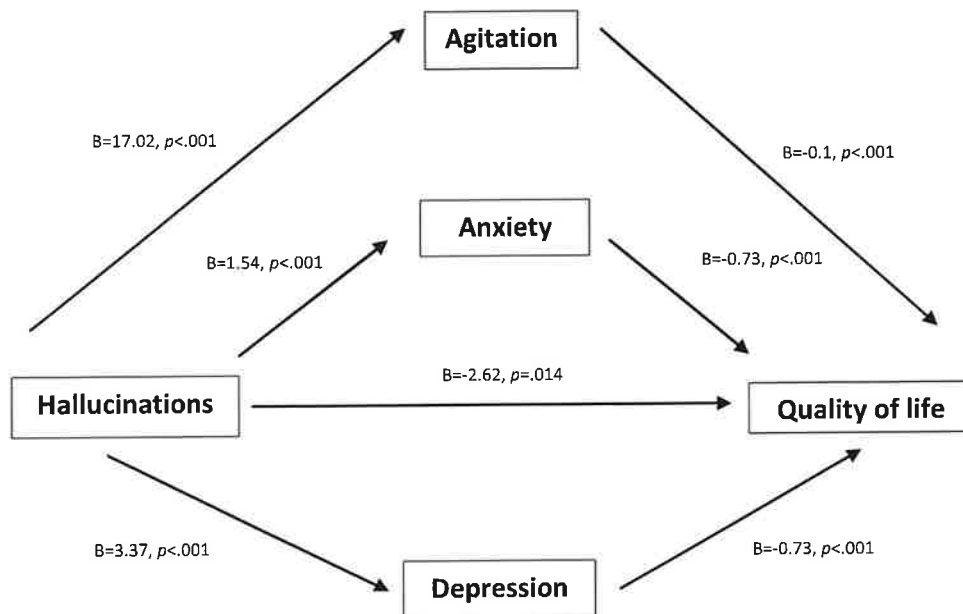 Agitation
B=17.02, p<.001
B=-0.1, p<.001
Anxiety
B=1.54, p<.001
B=-0.73, p<.001
B=-2.62, p=.014
Hallucinations
Quality of life
B=3.37, p<.001
B=-0.73, p<.001
Depression